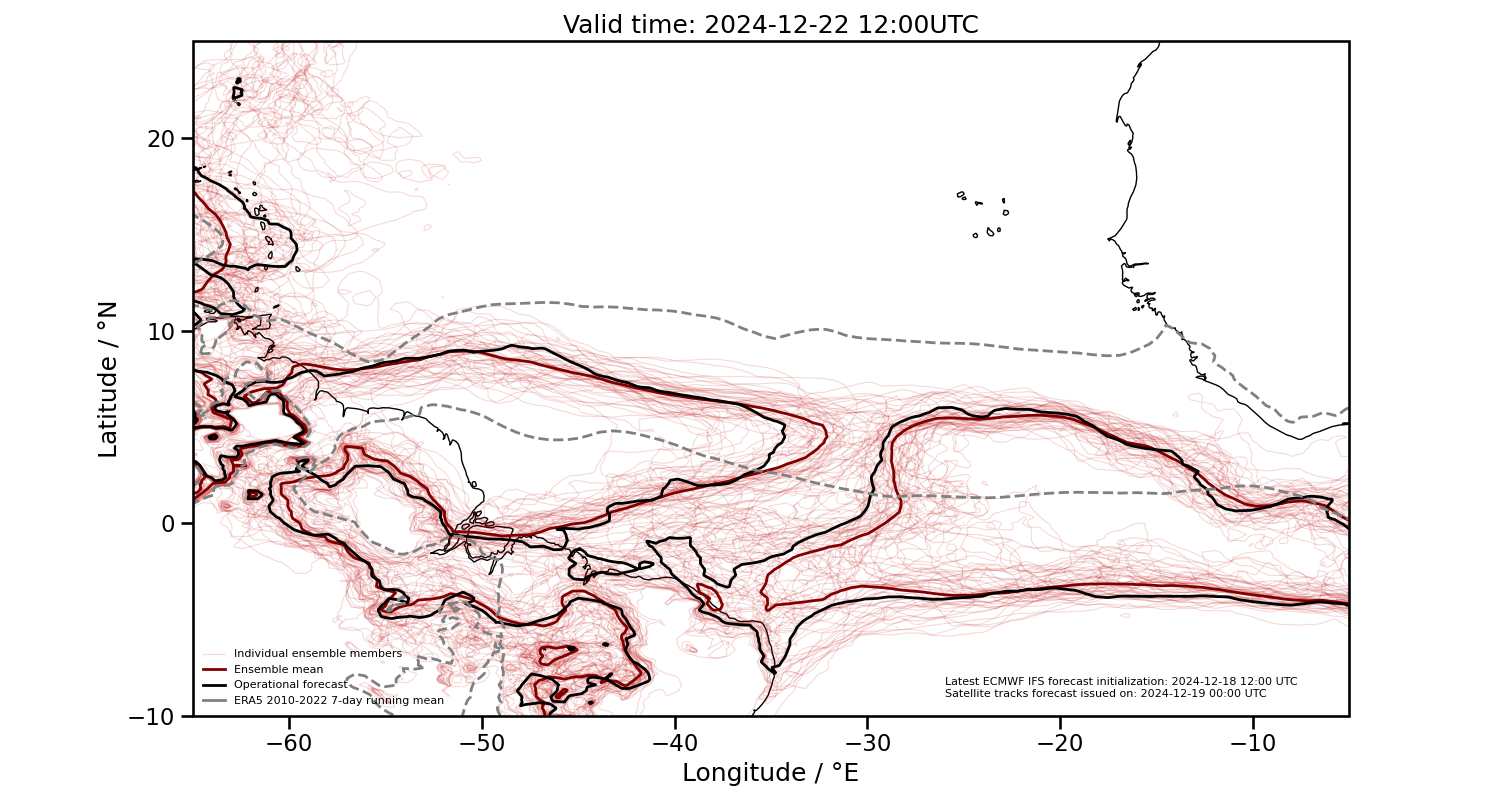 Valid time: 2024-12-22 12:00UTC
Latitude / °N
20
10
0
−10
Individual ensemble members
Ensemble mean
Operational forecast
ERA5 2010-2022 7-day running mean
Latest ECMWF IFS forecast initialization: 2024-12-18 12:00 UTC
Satellite tracks forecast issued on: 2024-12-19 00:00 UTC
−60
−50
−40
−30
−20
−10
Longitude / °E